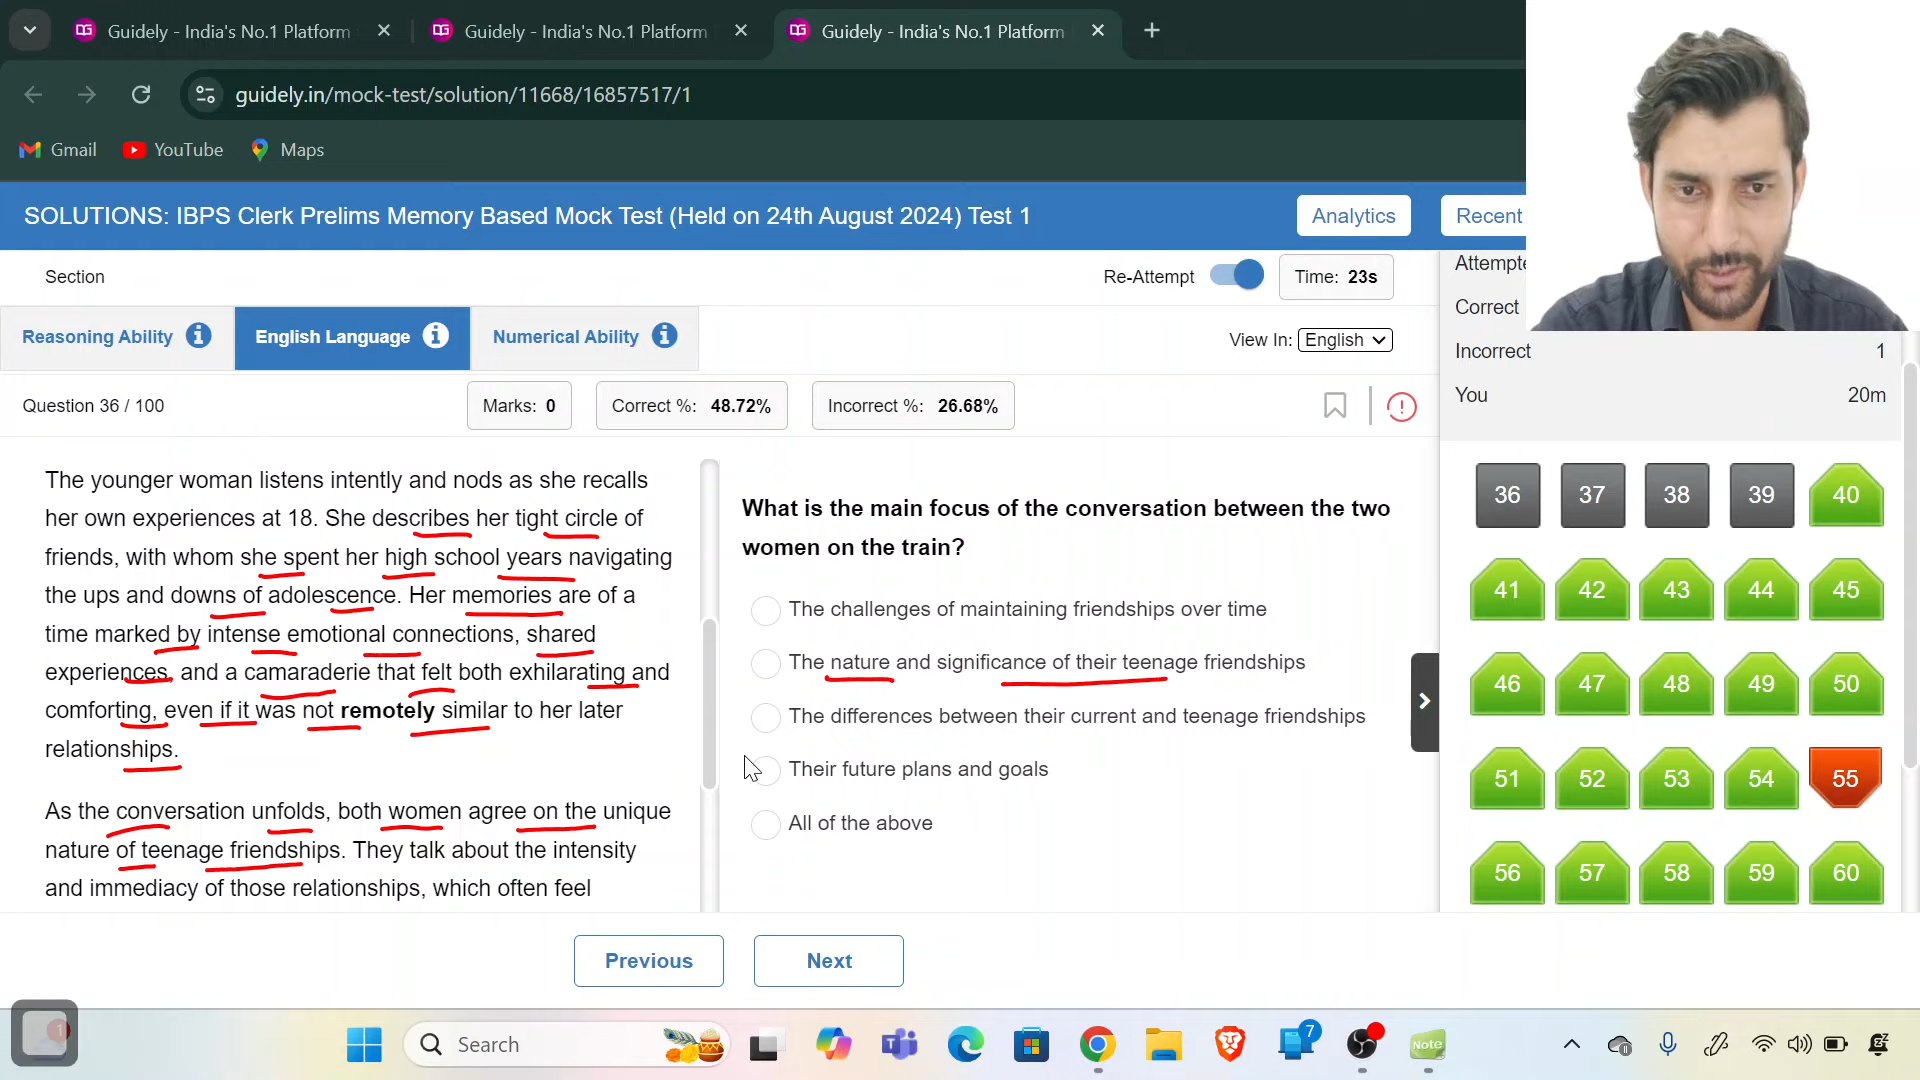 Guidely - India's No.1 Platform
Guidely - India's No.1 Platform
Guidely - India's No.1 Platform
guidely.in/mock-test/solution/11668/16857517/1
Gmail
YouTube
Maps
SOLUTIONS: IBPS Clerk Prelims Memory Based Mock Test (Held on 24th August 2024) Test 1
Analytics
Recent
Section
Re-Attempt
Time: 23s
Reasoning Ability
English Language
Numerical Ability
View In: English
Question 36 / 100
Marks: 0
Correct %: 48.72%
Incorrect %: 26.68%
The younger woman listens intently and nods as she recalls
her own experiences at 18. She describes her tight circle of
friends, with whom she spent her high school years navigating
the ups and downs of adolescence. Her memories are of a
time marked by intense emotional connections, shared
experiences, and a camaraderie that felt both exhilarating and
comforting, even if it was not remotely similar to her later
relationships.
As the conversation unfolds, both women agree on the unique
nature of teenage friendships. They talk about the intensity
and immediacy of those relationships, which often feel
What is the main focus of the conversation between the two
women on the train?
The challenges of maintaining friendships over time
The nature and significance of their teenage friendships
The differences between their current and teenage friendships
Their future plans and goals
All of the above
Previous
Next
Attempte
Correct
Incorrect 1
You 20m
36 37 38 39 40
41 42 43 44 45
46 47 48 49 50
51 52 53 54 55
56 57 58 59 60
1
Search
7
Note